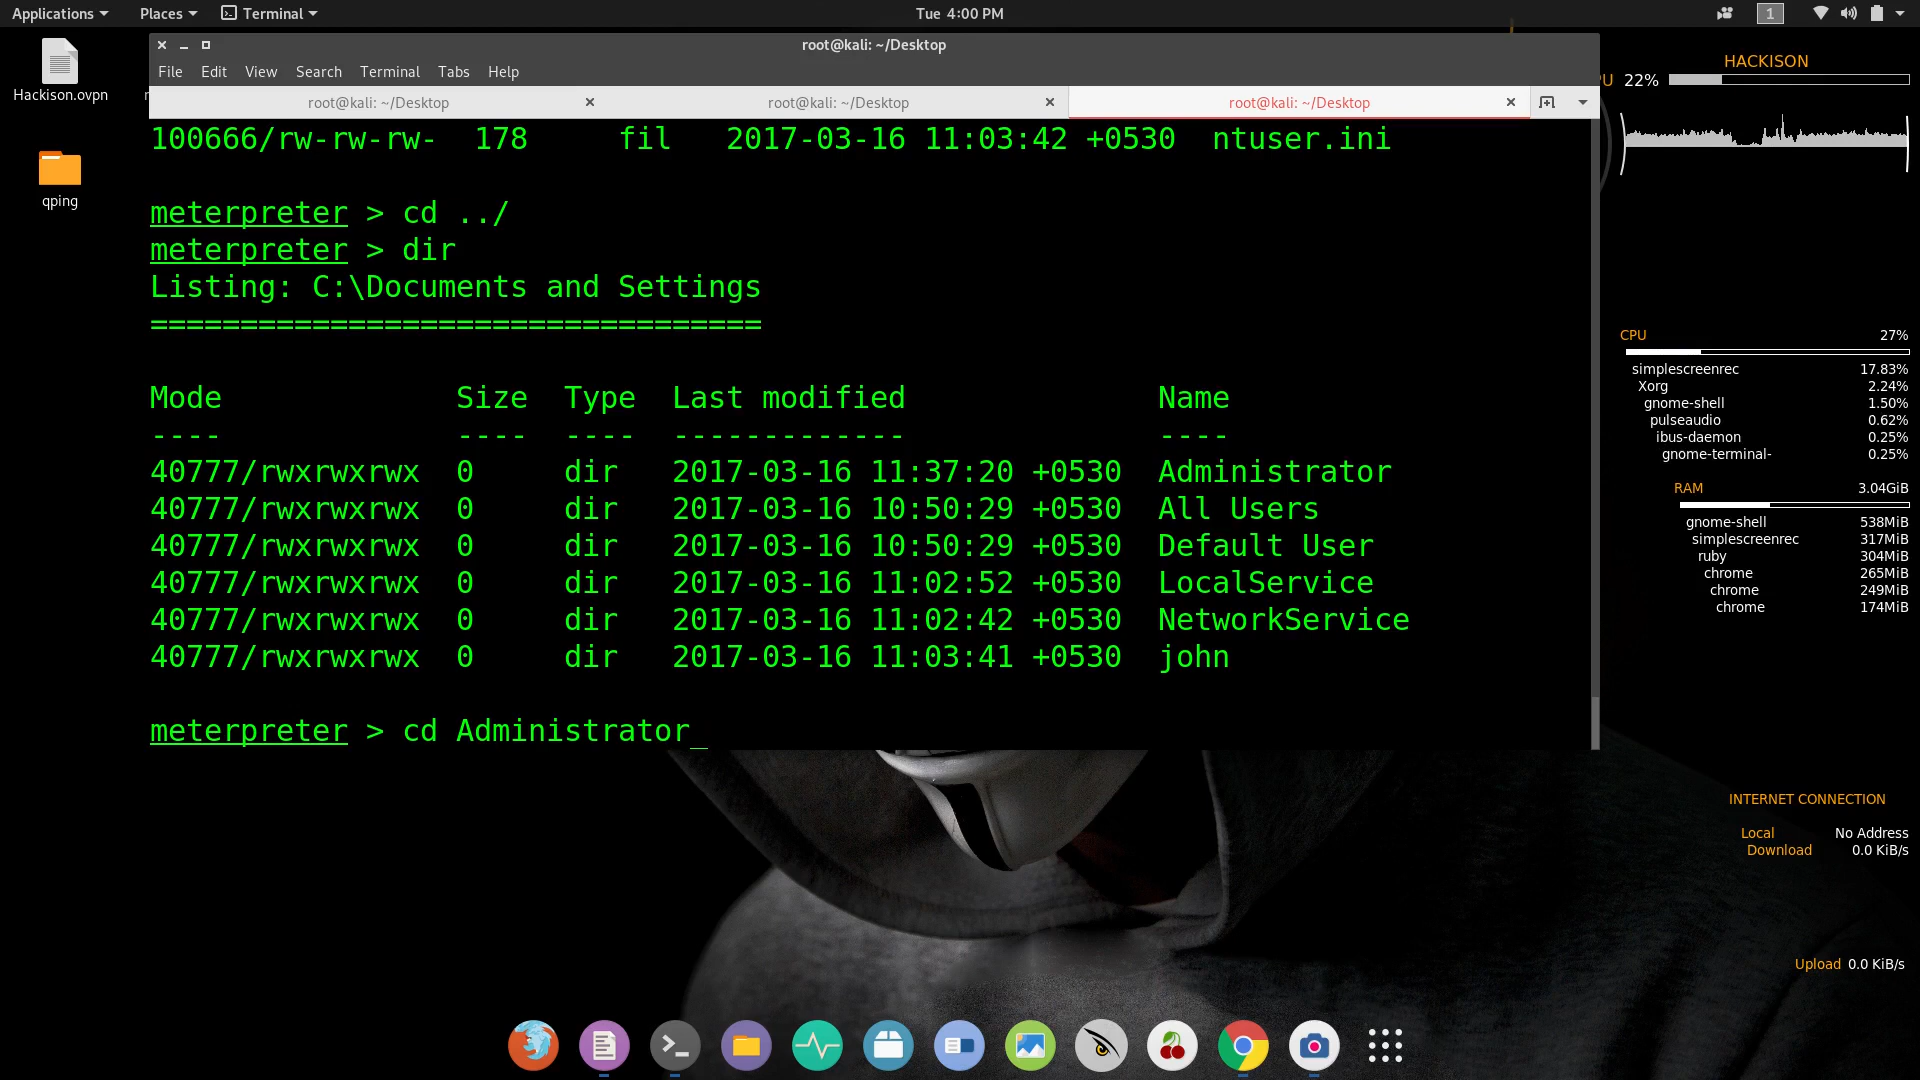 Applications Places Terminal Tue 4:00 PM 1
root@kali: ~/Desktop
File Edit View Search Terminal Tabs Help
root@kali: ~/Desktop root@kali: ~/Desktop root@kali: ~/Desktop
100666/rw-rw-rw- 178 fil 2017-03-16 11:03:42 +0530 ntuser.ini
meterpreter > cd ../
meterpreter > dir
Listing: C:\Documents and Settings
==================================
Mode Size Type Last modified Name
---- ---- ---- ------------- ----
40777/rwxrwxrwx 0 dir 2017-03-16 11:37:20 +0530 Administrator
40777/rwxrwxrwx 0 dir 2017-03-16 10:50:29 +0530 All Users
40777/rwxrwxrwx 0 dir 2017-03-16 10:50:29 +0530 Default User
40777/rwxrwxrwx 0 dir 2017-03-16 11:02:52 +0530 LocalService
40777/rwxrwxrwx 0 dir 2017-03-16 11:02:42 +0530 NetworkService
40777/rwxrwxrwx 0 dir 2017-03-16 11:03:41 +0530 john
meterpreter > cd Administrator_
Hackison.ovpn
qping
HACKISON
22%
CPU 27%
simplescreenrec 17.83%
Xorg 2.24%
gnome-shell 1.50%
pulseaudio 0.62%
ibus-daemon 0.25%
gnome-terminal- 0.25%
RAM 3.04GiB
gnome-shell 538MiB
simplescreenrec 317MiB
ruby 304MiB
chrome 265MiB
chrome 249MiB
chrome 174MiB
INTERNET CONNECTION
Local No Address
Download 0.0 KiB/s
Upload 0.0 KiB/s